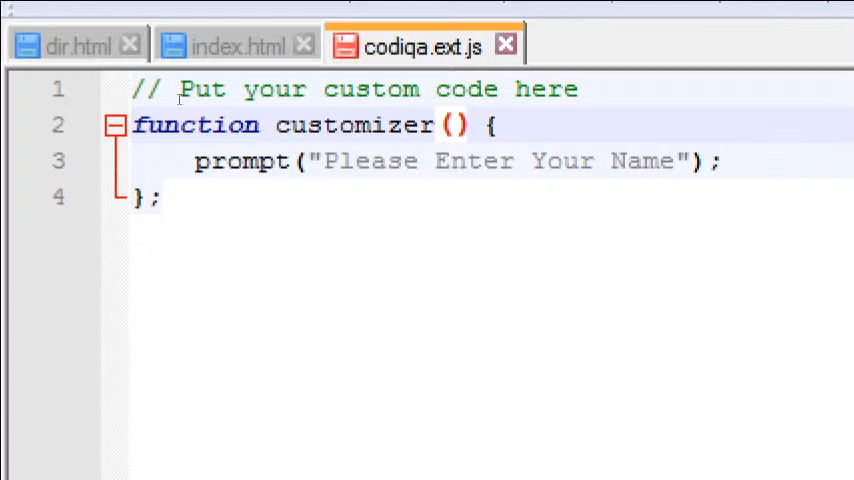 dir.html index.html codiqa.ext.js
1 // Put your custom code here
2 function customizer() {
3 prompt("Please Enter Your Name");
4 };